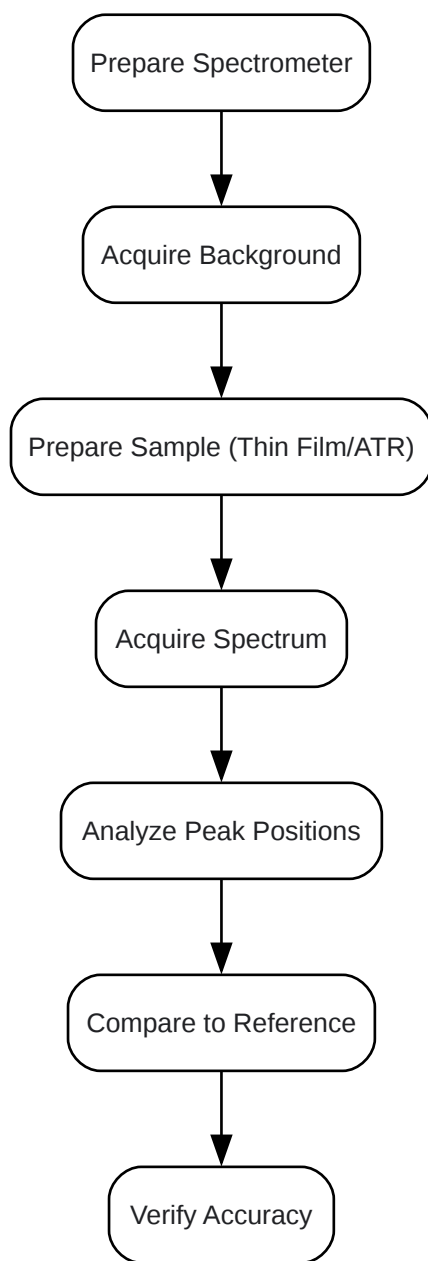 Prepare Spectrometer
Acquire Background
Prepare Sample (Thin Film/ATR)
Acquire Spectrum
Analyze Peak Positions
Compare to Reference
Verify Accuracy